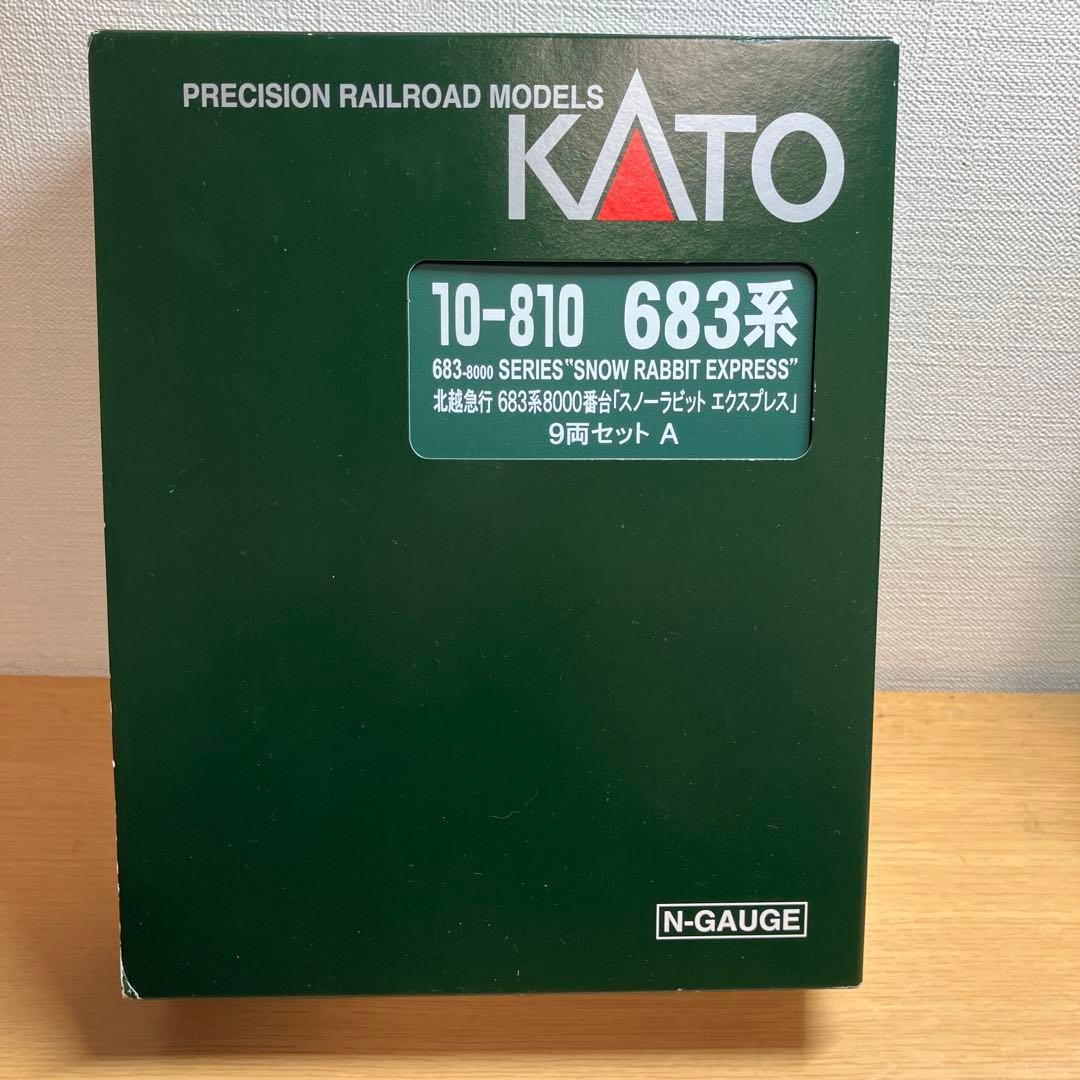 PRECISION RAILROAD MODELS
KATO
10-810 683系
683-8000 SERIES "SNOW RABBIT EXPRESS"
北越急行 683系8000番台「スノーラビット エクスプレス」
9両セット A
N-GAUGE